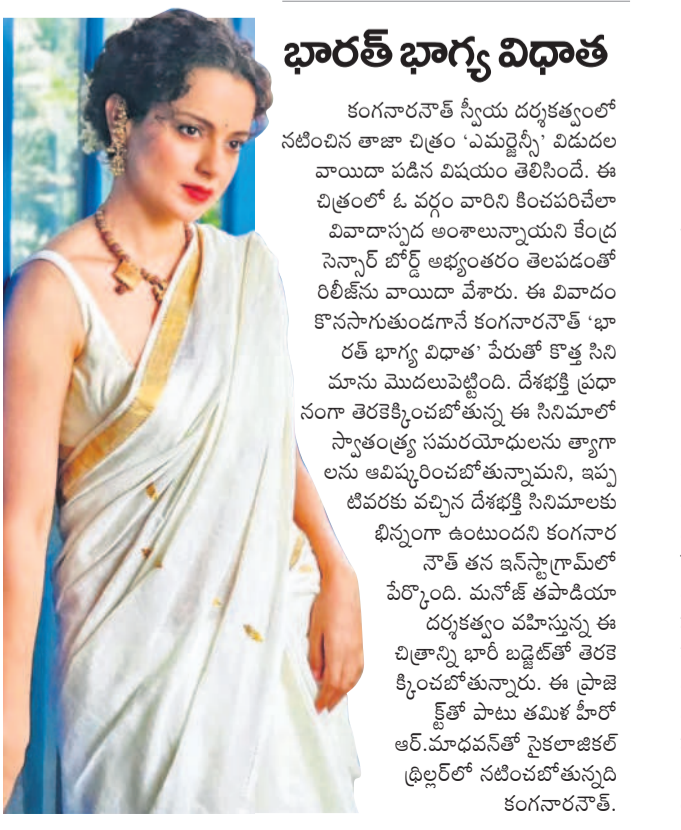 భారత్ భాగ్య విధాత
కంగనారనౌత్ స్వీయ దర్శకత్వంలో
నటించిన తాజా చిత్రం 'ఎమర్జెన్సీ' విడుదల
వాయిదా పడిన విషయం తెలిసిందే. ఈ
చిత్రంలో ఓ వర్గం వారిని కించపరిచేలా
వివాదాస్పద అంశాలున్నాయని కేంద్ర
సెన్సార్ బోర్డ్ అభ్యంతరం తెలపడంతో
రిలీజ్‌ను వాయిదా వేశారు. ఈ వివాదం
కొనసాగుతుండగానే కంగనారనౌత్ 'భా
రత్ భాగ్య విధాత' పేరుతో కొత్త సిని
మాను మొదలుపెట్టింది. దేశభక్తి ప్రధా
నంగా తెరకెక్కించబోతున్న ఈ సినిమాలో
స్వాతంత్ర్య సమరయోధులను త్యాగా
లను ఆవిష్కరించబోతున్నామని, ఇప్ప
టివరకు వచ్చిన దేశభక్తి సినిమాలకు
భిన్నంగా ఉంటుందని కంగనార
నౌత్ తన ఇన్‌స్టాగ్రామ్‌లో
పేర్కొంది. మనోజ్ తపాడియా
దర్శకత్వం వహిస్తున్న ఈ
చిత్రాన్ని భారీ బడ్జెట్‌తో తెరకె
క్కించబోతున్నారు. ఈ ప్రాజె
క్ట్‌తో పాటు తమిళ హీరో
ఆర్.మాధవన్‌తో సైకలాజికల్
థ్రిల్లర్‌లో నటించబోతున్నది
కంగనారనౌత్.